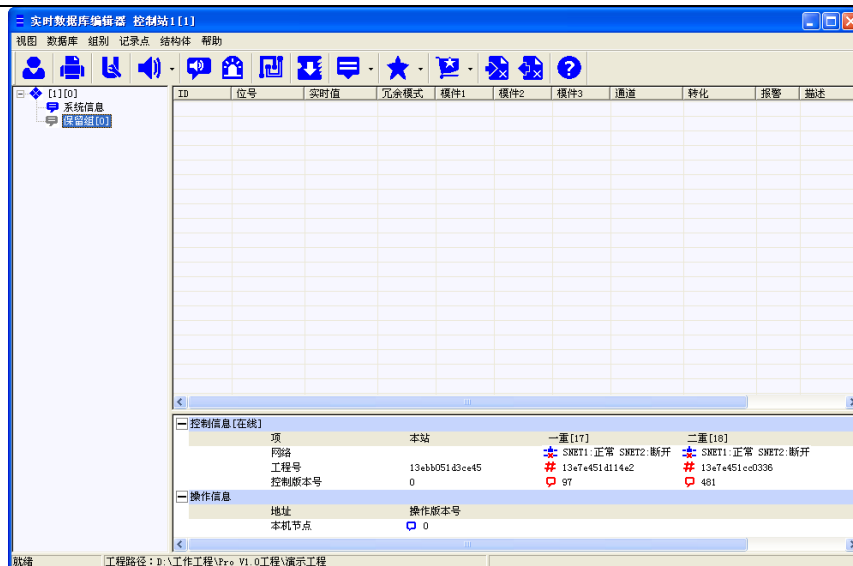 实时数据库编辑器 控制站1[1]
视图 数据库 组别 记录点 结构体 帮助
[1][0]
系统信息
保留组[0]
ID 位号 实时值 冗余模式 模件1 模件2 模件3 通道 转化 报警 描述
控制信息[在线]
项 本站 一重[17] 二重[18]
网络 SNET1:正常 SNET2:断开 SNET1:正常 SNET2:断开
工程号 13ebb051d3ce45 13e7e451d114e2 13e7e451cc0336
控制版本号 0 97 481
操作信息
地址 操作版本号
本机节点 0
就绪 工程路径：D:\工作工程\Pro V1.0工程\演示工程